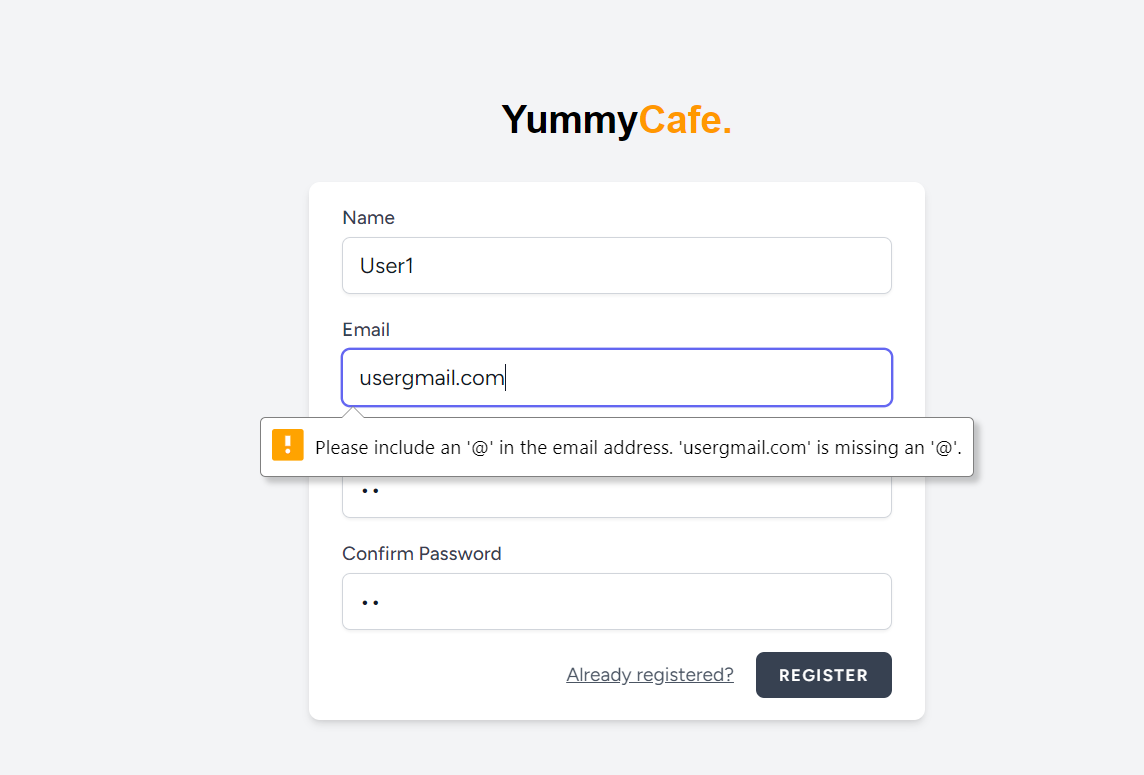 YummyCafe.
Name
User1
Email
usergmail.com
Please include an '@' in the email address. 'usergmail.com' is missing an '@'.
••
Confirm Password
••
Already registered?
REGISTER